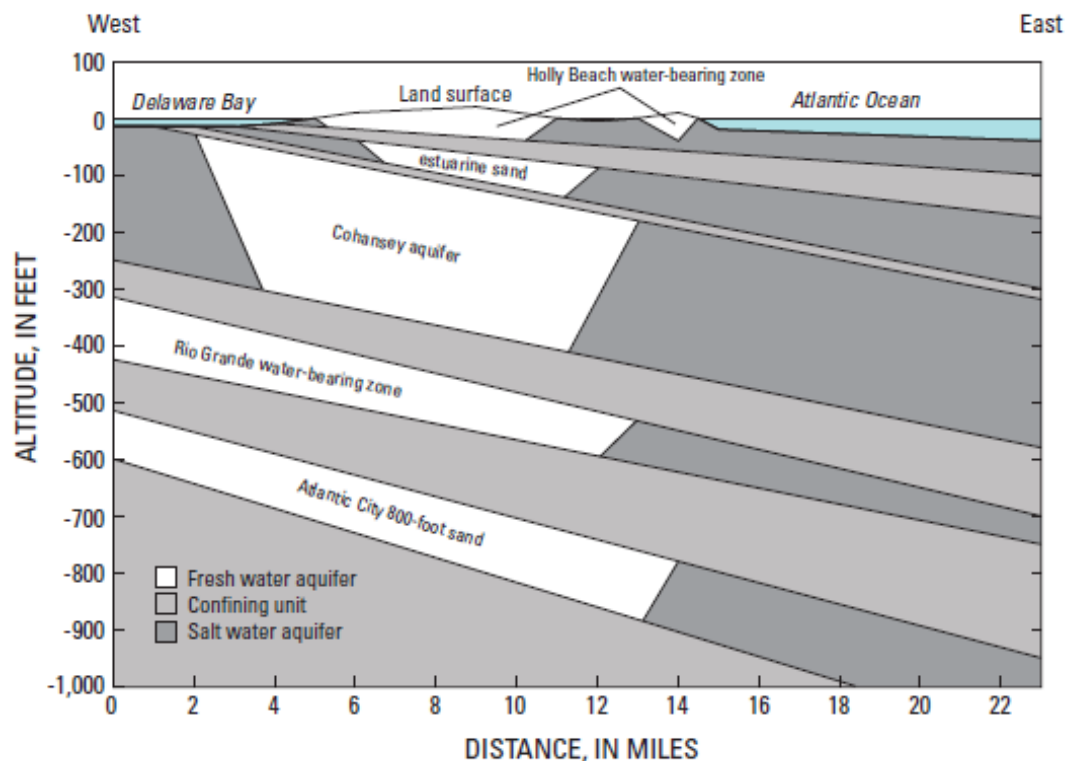 West
East
Holly Beach water-bearing zone
Delaware Bay
Land surface
Atlantic Ocean
estuarine sand
Cohansey aquifer
Rio Grande water-bearing zone
Atlantic City 800-foot sand
Fresh water aquifer
Confining unit
Salt water aquifer
ALTITUDE, IN FEET
100
0
-100
-200
-300
-400
-500
-600
-700
-800
-900
-1,000
0 2 4 6 8 10 12 14 16 18 20 22
DISTANCE, IN MILES